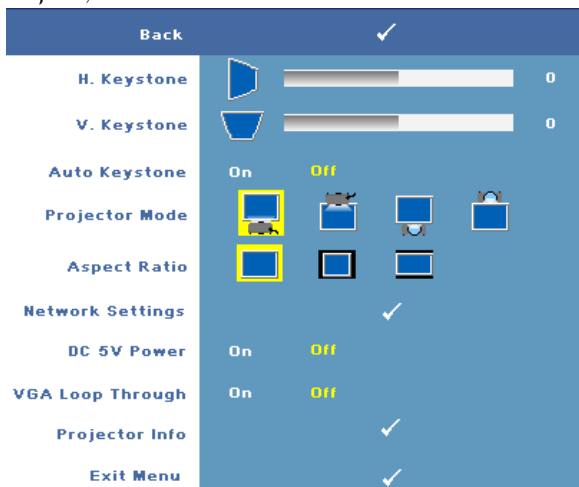 Back
H. Keystone 0
V. Keystone 0
Auto Keystone On Off
Projector Mode
Aspect Ratio
Network Settings
DC 5V Power On Off
VGA Loop Through On Off
Projector Info
Exit Menu